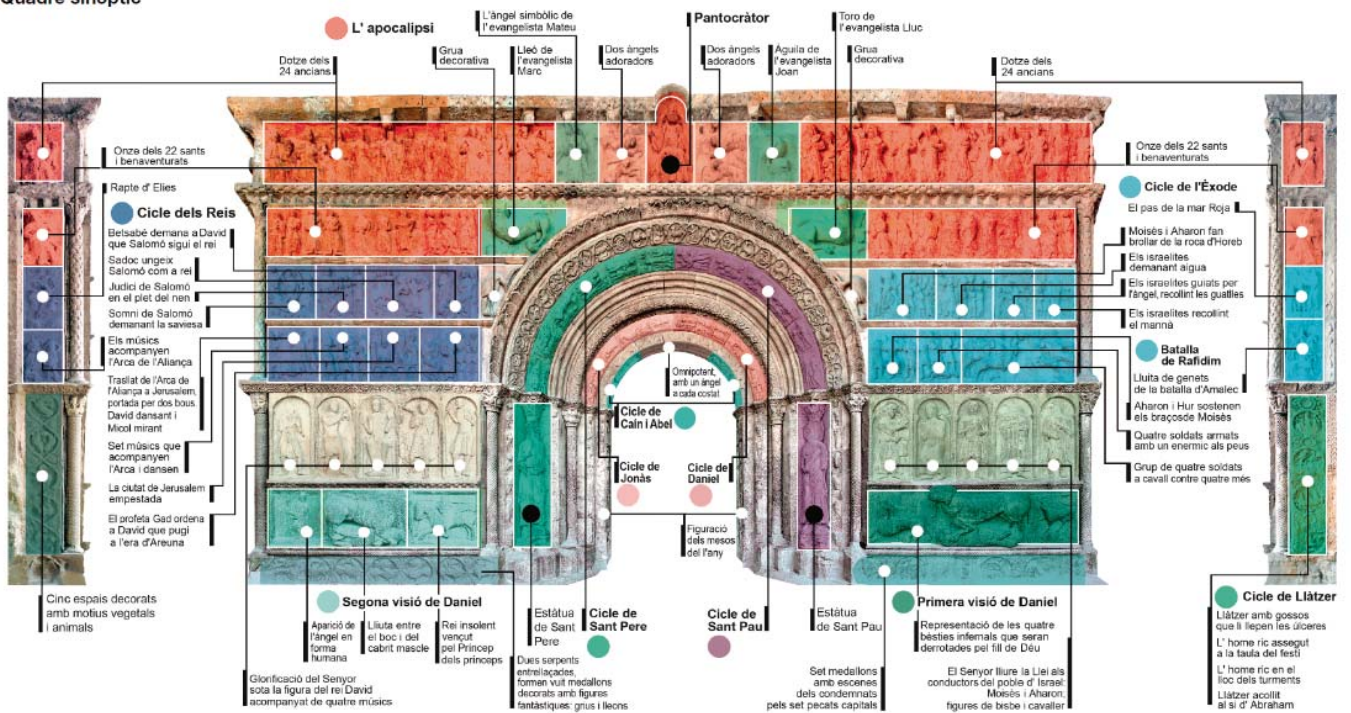 Quadre sinòptic
L' apocalipsi
L'àngel simbòlic de
l'evangelista Mateu
Pantocràtor
Toro de
l'evangelista Lluc
Dotze dels
24 ancians
Grua
decorativa
Lleó de
l'evangelista
Marc
Dos àngels
adoradors
Dos àngels
adoradors
Àguila de
l'evangelista
Joan
Grua
decorativa
Dotze dels
24 ancians
Onze dels 22 sants
i benaventurats
Rapte d' Elies
Cicle dels Reis
Betsabé demana a David
que Salomó sigui el rei
Sadoc ungeix
Salomó com a rei
Judici de Salomó
en el plet del nen
Somni de Salomó
demanant la saviesa
Els músics
acompanyen
l'Arca de l'Aliança
Trasllat de l'Arca de
l'Aliança a Jerusalem,
portada per dos bous.
David dansant i
Micol mirant
Set músics que
acompanyen
l'Arca i dansen
La ciutat de Jerusalem
empestada
El profeta Gad ordena
a David que pugi
a l'era d'Areuna
Onze dels 22 sants
i benaventurats
Cicle de l'Èxode
El pas de la mar Roja
Moisès i Aharon fan
brollar de la roca d'Horeb
Els israelites
demanant aigua
Els israelites guiats per
l'àngel, recollint les guatlles
Els israelites recollint
el mannà
Batalla
de Rafidim
Lluita de genets
de la batalla d'Amalec
Aharon i Hur sostenen
els braçosde Moisès
Quatre soldats armats
amb un enermic als peus
Grup de quatre soldats
a cavall contre quatre més
Omnipotent,
amb un àngel
a cada costat
Cicle de
Cain i Abel
Cicle de
Jonàs
Cicle de
Daniel
Figuració
dels mesos
del l'any
Cinc espais decorats
amb motius vegetals
i animals
Segona visió de Daniel
Aparició de
l'àngel en
forma
humana
Lliuta entre
el boc i del
cabrit mascle
Rei insolent
vençut
pel Príncep
dels prínceps
Glorificació del Senyor
sota la figura del rei David
acompanyat de quatre músics
Dues serpents
entrellaçades,
formen vuit medallons
decorats amb figures
fantàstiques: grius i lleons
Estàtua
de Sant
Pere
Cicle de
Sant Pere
Cicle de
Sant Pau
Estàtua
de Sant Pau
Primera visió de Daniel
Representació de les quatre
bèsties infernals que seran
derrotades pel fill de Déu
Set medallons
amb escenes
dels condemnats
pels set pecats capitals
El Senyor lliure la Llei als
conductors del poble d' Israel:
Moisès i Aharon;
figures de bisbe i cavaller
Cicle de Llàtzer
Llàtzer amb gossos
que li llepen les úlceres
L' home ric assegut
a la taula del festí
L' home ric en el
lloc dels turments
Llàtzer acollit
al si d' Abraham